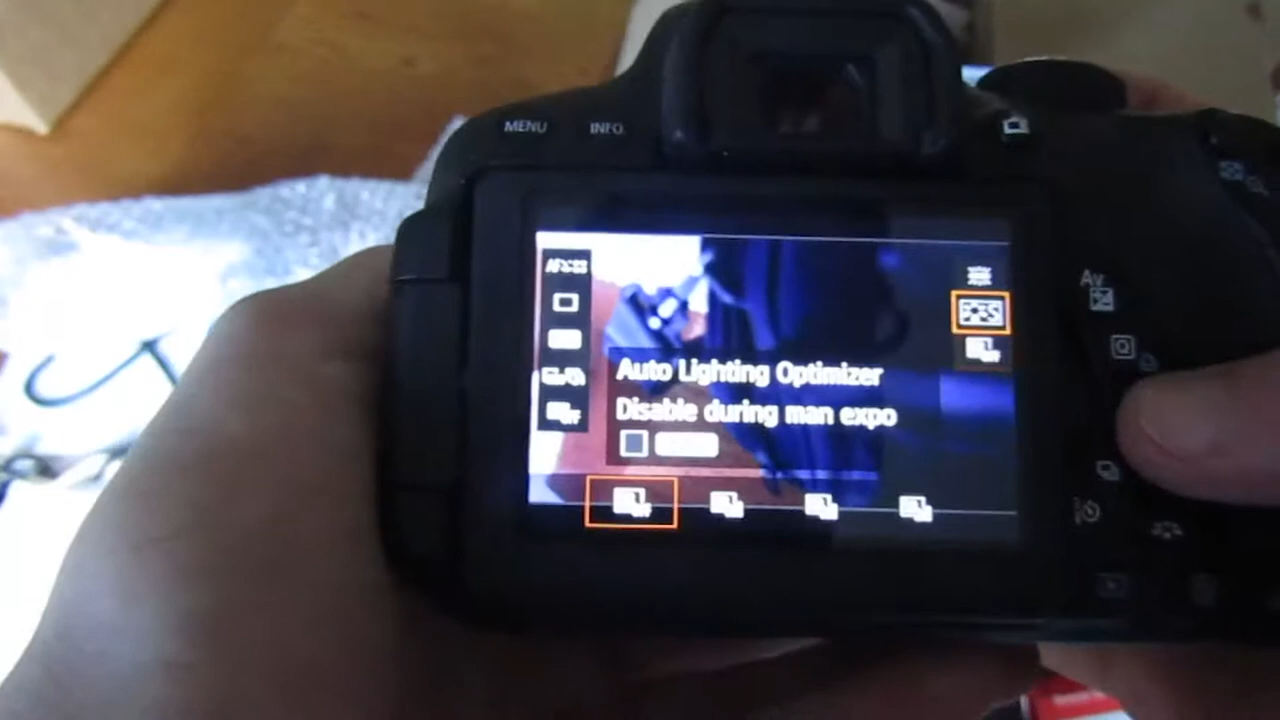 MENU INFO.
Av
Q
Auto Lighting Optimizer
Disable during man expo